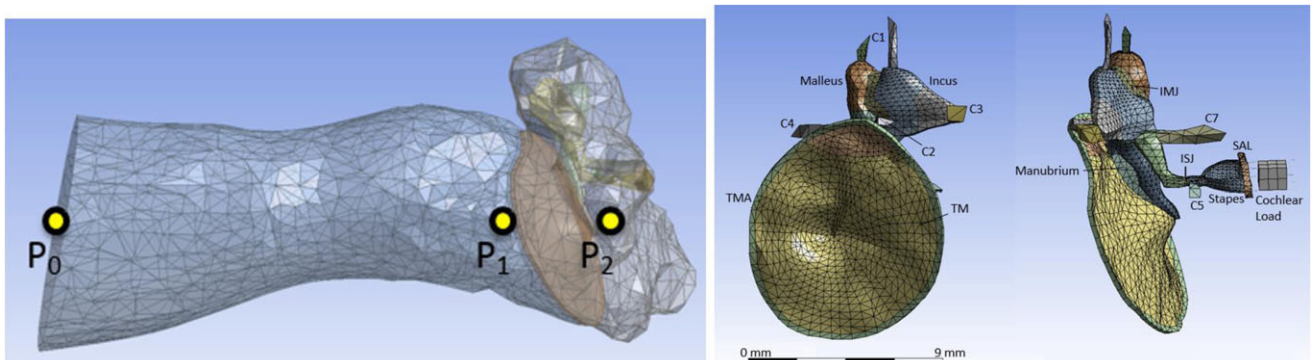 P0
P1
P2
C1
Malleus
Incus
C3
C4
C2
TMA
TM
0 mm
9 mm
IMJ
C7
Manubrium
ISJ
SAL
C5
Stapes
Cochlear
Load